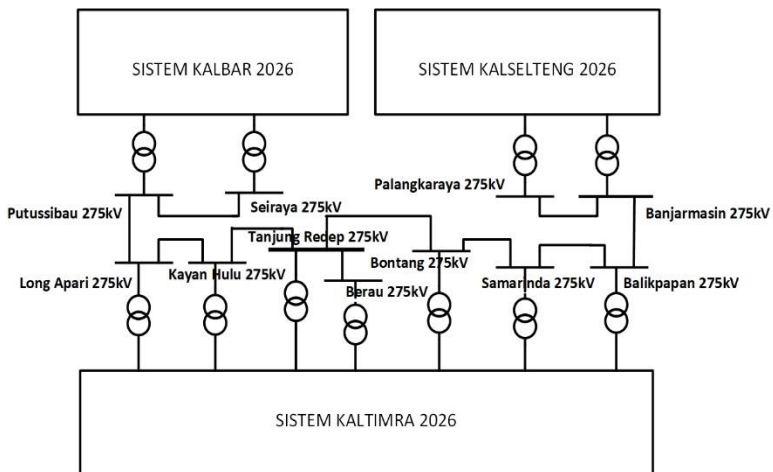 SISTEM KALBAR 2026
SISTEM KALSELTENG 2026
Palangkaraya 275kV
Putussibau 275kV
Seiraya 275kV
Banjarmasin 275kV
Tanjung Redep 275kV
Long Apari 275kV
Kayan Hulu 275kV
Bontang 275kV
Berau 275kV
Samarinda 275kV
Balikpapan 275kV
SISTEM KALTIMRA 2026